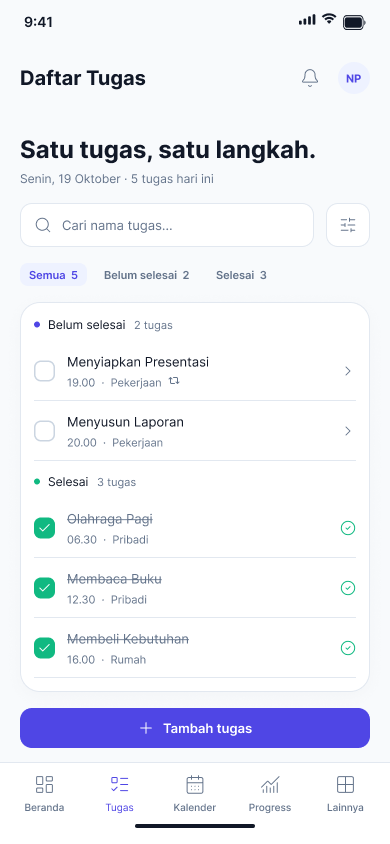 9:41
Daftar Tugas
NP
Satu tugas, satu langkah.
Senin, 19 Oktober · 5 tugas hari ini
Cari nama tugas...
Semua 5 Belum selesai 2 Selesai 3
Belum selesai 2 tugas
Menyiapkan Presentasi
19.00 · Pekerjaan
Menyusun Laporan
20.00 · Pekerjaan
Selesai 3 tugas
Olahraga Pagi
06.30 · Pribadi
Membaca Buku
12.30 · Pribadi
Membeli Kebutuhan
16.00 · Rumah
Tambah tugas
Beranda Tugas Kalender Progress Lainnya